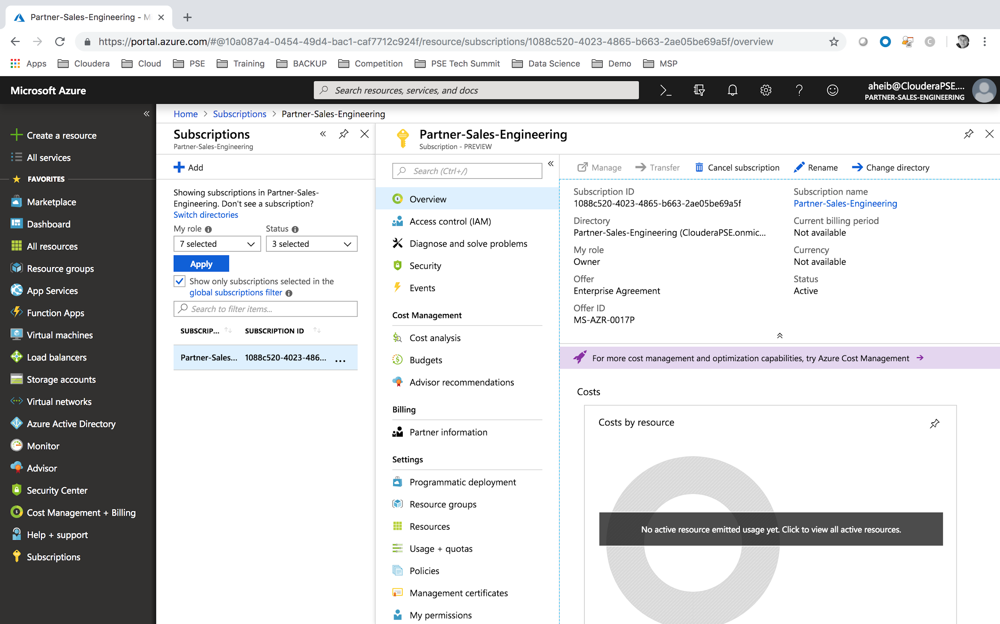 Partner-Sales-Engineering - Mi
https://portal.azure.com/#@10a087a4-0454-49d4-bac1-caf7712c924f/resource/subscriptions/1088c520-4023-4865-b663-2ae05be69a5f/overview
C
Apps
Cloudera
Cloud
PSE
Training
BACKUP
Competition
PSE Tech Summit
Data Science
Demo
MSP
Microsoft Azure
Search resources, services, and docs
aheib@ClouderaPSE....
PARTNER-SALES-ENGINEERING
Create a resource
All services
FAVORITES
Marketplace
Dashboard
All resources
Resource groups
App Services
Function Apps
Virtual machines
Load balancers
Storage accounts
Virtual networks
Azure Active Directory
Monitor
Advisor
Security Center
Cost Management + Billing
Help + support
Subscriptions
Home > Subscriptions > Partner-Sales-Engineering
Subscriptions
Partner-Sales-Engineering
Add
Showing subscriptions in Partner-Sales-
Engineering. Don't see a subscription?
Switch directories
My role
Status
7 selected
3 selected
Apply
Show only subscriptions selected in the
global subscriptions filter
Search to filter items...
SUBSCRIP...
SUBSCRIPTION ID
Partner-Sales...
1088c520-4023-486...
...
Partner-Sales-Engineering
Subscription - PREVIEW
Search (Ctrl+/)
Overview
Access control (IAM)
Diagnose and solve problems
Security
Events
Cost Management
Cost analysis
Budgets
Advisor recommendations
Billing
Partner information
Settings
Programmatic deployment
Resource groups
Resources
Usage + quotas
Policies
Management certificates
My permissions
Manage
Transfer
Cancel subscription
Rename
Change directory
Subscription ID
1088c520-4023-4865-b663-2ae05be69a5f
Directory
Partner-Sales-Engineering (ClouderaPSE.onmic...
My role
Owner
Offer
Enterprise Agreement
Offer ID
MS-AZR-0017P
Subscription name
Partner-Sales-Engineering
Current billing period
Not available
Currency
Not available
Status
Active
For more cost management and optimization capabilities, try Azure Cost Management
Costs
Costs by resource
No active resource emitted usage yet. Click to view all active resources.